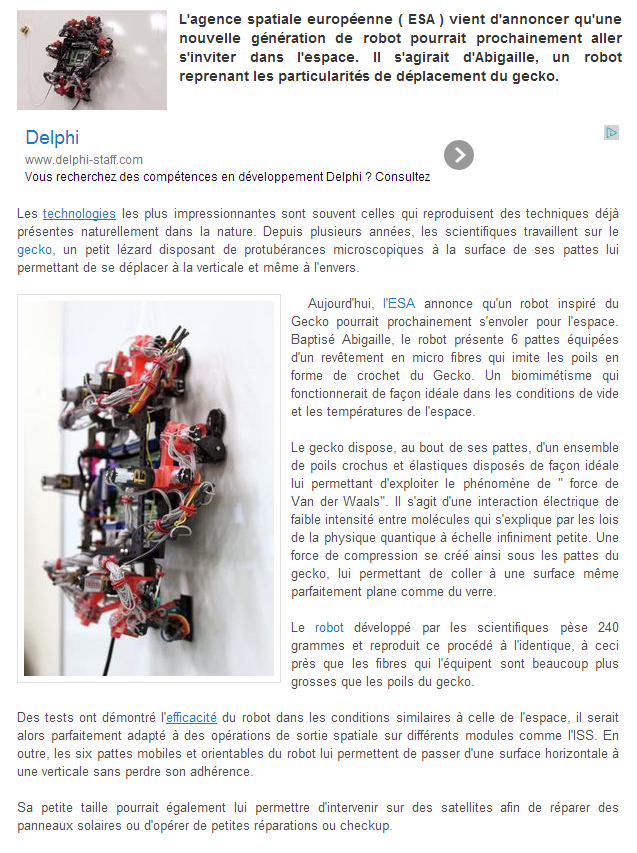 L'agence spatiale européenne ( ESA ) vient d'annoncer qu'une
nouvelle génération de robot pourrait prochainement aller
s'inviter dans l'espace. Il s'agirait d'Abigaille, un robot
reprenant les particularités de déplacement du gecko.
Delphi
www.delphi-staff.com
Vous recherchez des compétences en développement Delphi ? Consultez
Les technologies les plus impressionnantes sont souvent celles qui reproduisent des techniques déjà
présentes naturellement dans la nature. Depuis plusieurs années, les scientifiques travaillent sur le
gecko, un petit lézard disposant de protubérances microscopiques à la surface de ses pattes lui
permettant de se déplacer à la verticale et même à l'envers.
Aujourd'hui, l'ESA annonce qu'un robot inspiré du
Gecko pourrait prochainement s'envoler pour l'espace.
Baptisé Abigaille, le robot présente 6 pattes équipées
d'un revêtement en micro fibres qui imite les poils en
forme de crochet du Gecko. Un biomimétisme qui
fonctionnerait de façon idéale dans les conditions de vide
et les températures de l'espace.
Le gecko dispose, au bout de ses pattes, d'un ensemble
de poils crochus et élastiques disposés de façon idéale
lui permettant d'exploiter le phénomène de " force de
Van der Waals". Il s'agit d'une interaction électrique de
faible intensité entre molécules qui s'explique par les lois
de la physique quantique à échelle infiniment petite. Une
force de compression se créé ainsi sous les pattes du
gecko, lui permettant de coller à une surface même
parfaitement plane comme du verre.
Le robot développé par les scientifiques pèse 240
grammes et reproduit ce procédé à l'identique, à ceci
près que les fibres qui l'équipent sont beaucoup plus
grosses que les poils du gecko.
Des tests ont démontré l'efficacité du robot dans les conditions similaires à celle de l'espace, il serait
alors parfaitement adapté à des opérations de sortie spatiale sur différents modules comme l'ISS. En
outre, les six pattes mobiles et orientables du robot lui permettent de passer d'une surface horizontale à
une verticale sans perdre son adhérence.
Sa petite taille pourrait également lui permettre d'intervenir sur des satellites afin de réparer des
panneaux solaires ou d'opérer de petites réparations ou checkup.